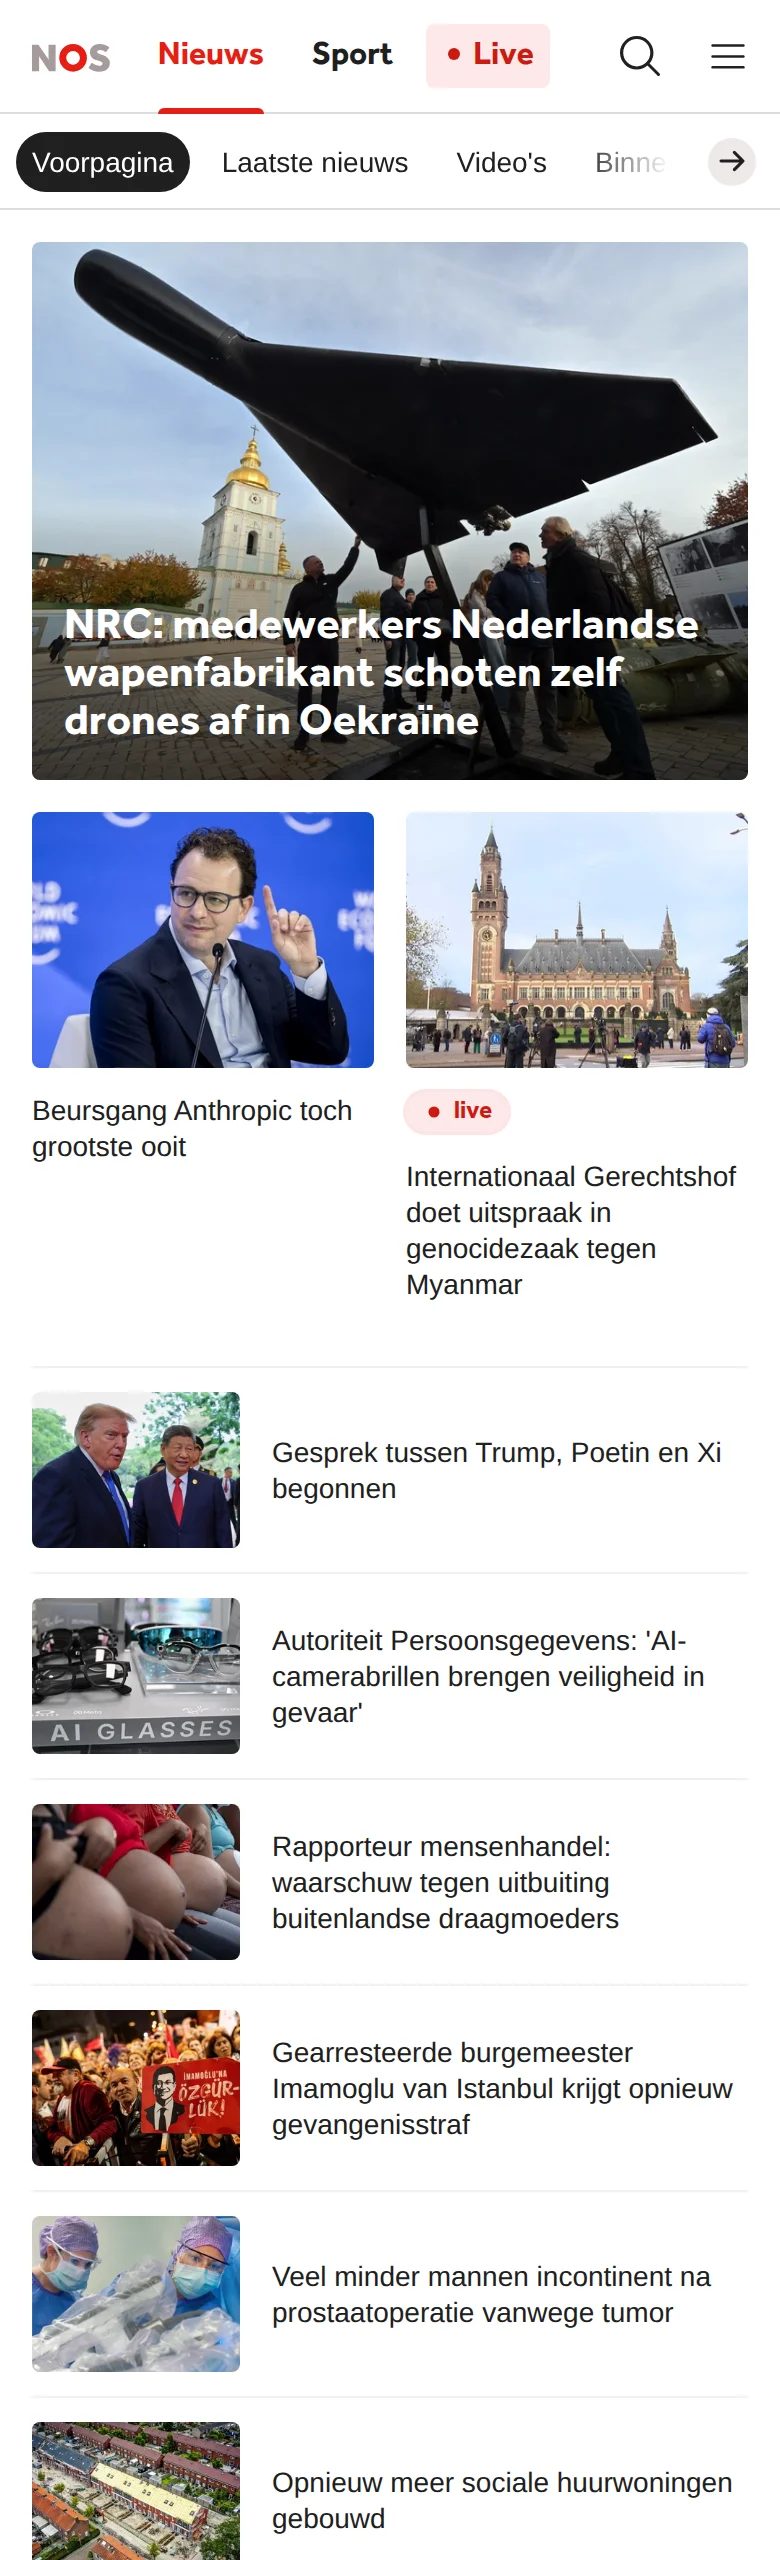 NOS
Nieuws
Sport
Live
Voorpagina
Laatste nieuws
Video's
Binne
NRC: medewerkers Nederlandse
wapenfabrikant schoten zelf
drones af in Oekraïne
Beursgang Anthropic toch
grootste ooit
live
Internationaal Gerechtshof
doet uitspraak in
genocidezaak tegen
Myanmar
Gesprek tussen Trump, Poetin en Xi
begonnen
AI GLASSES
Autoriteit Persoonsgegevens: 'AI-
camerabrillen brengen veiligheid in
gevaar'
Rapporteur mensenhandel:
waarschuw tegen uitbuiting
buitenlandse draagmoeders
İMAMOĞLU'NA
ÖZGÜR-
LÜK!
Gearresteerde burgemeester
Imamoglu van Istanbul krijgt opnieuw
gevangenisstraf
Veel minder mannen incontinent na
prostaatoperatie vanwege tumor
Opnieuw meer sociale huurwoningen
gebouwd